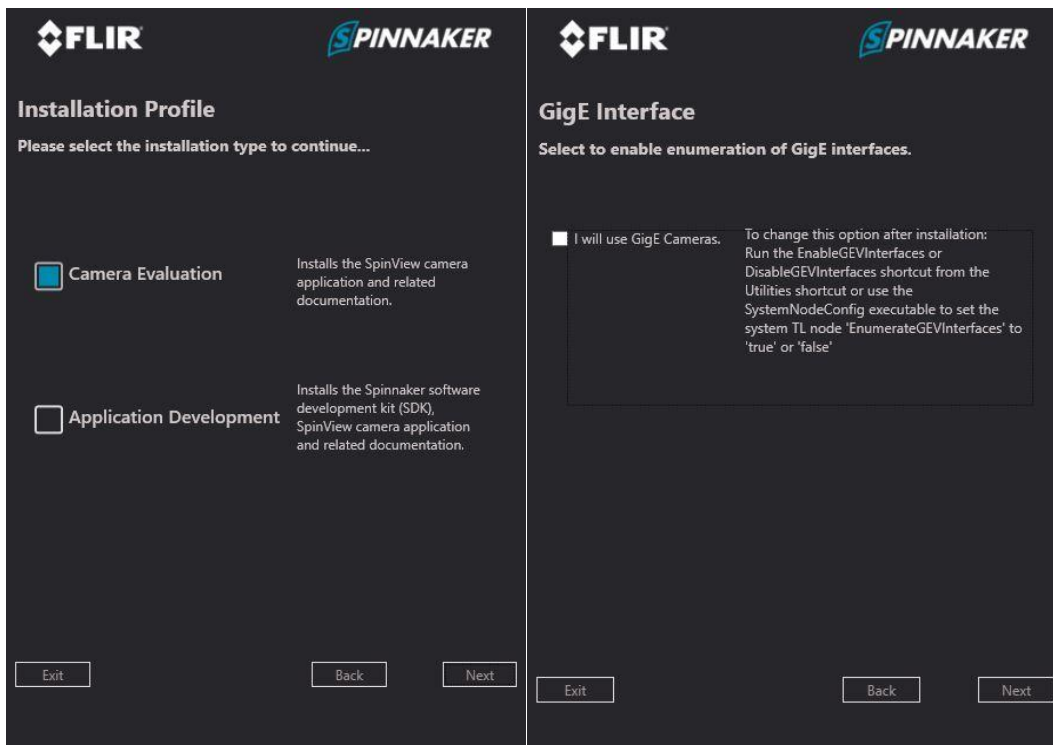 FLIR
SPINNAKER
Installation Profile
Please select the installation type to continue...
Camera Evaluation
Installs the SpinView camera
application and related
documentation.
Application Development
Installs the Spinnaker software
development kit (SDK),
SpinView camera application
and related documentation.
Exit
Back
Next
FLIR
SPINNAKER
GigE Interface
Select to enable enumeration of GigE interfaces.
I will use GigE Cameras.
To change this option after installation:
Run the EnableGEVInterfaces or
DisableGEVInterfaces shortcut from the
Utilities shortcut or use the
SystemNodeConfig executable to set the
system TL node 'EnumerateGEVInterfaces' to
'true' or 'false'
Exit
Back
Next